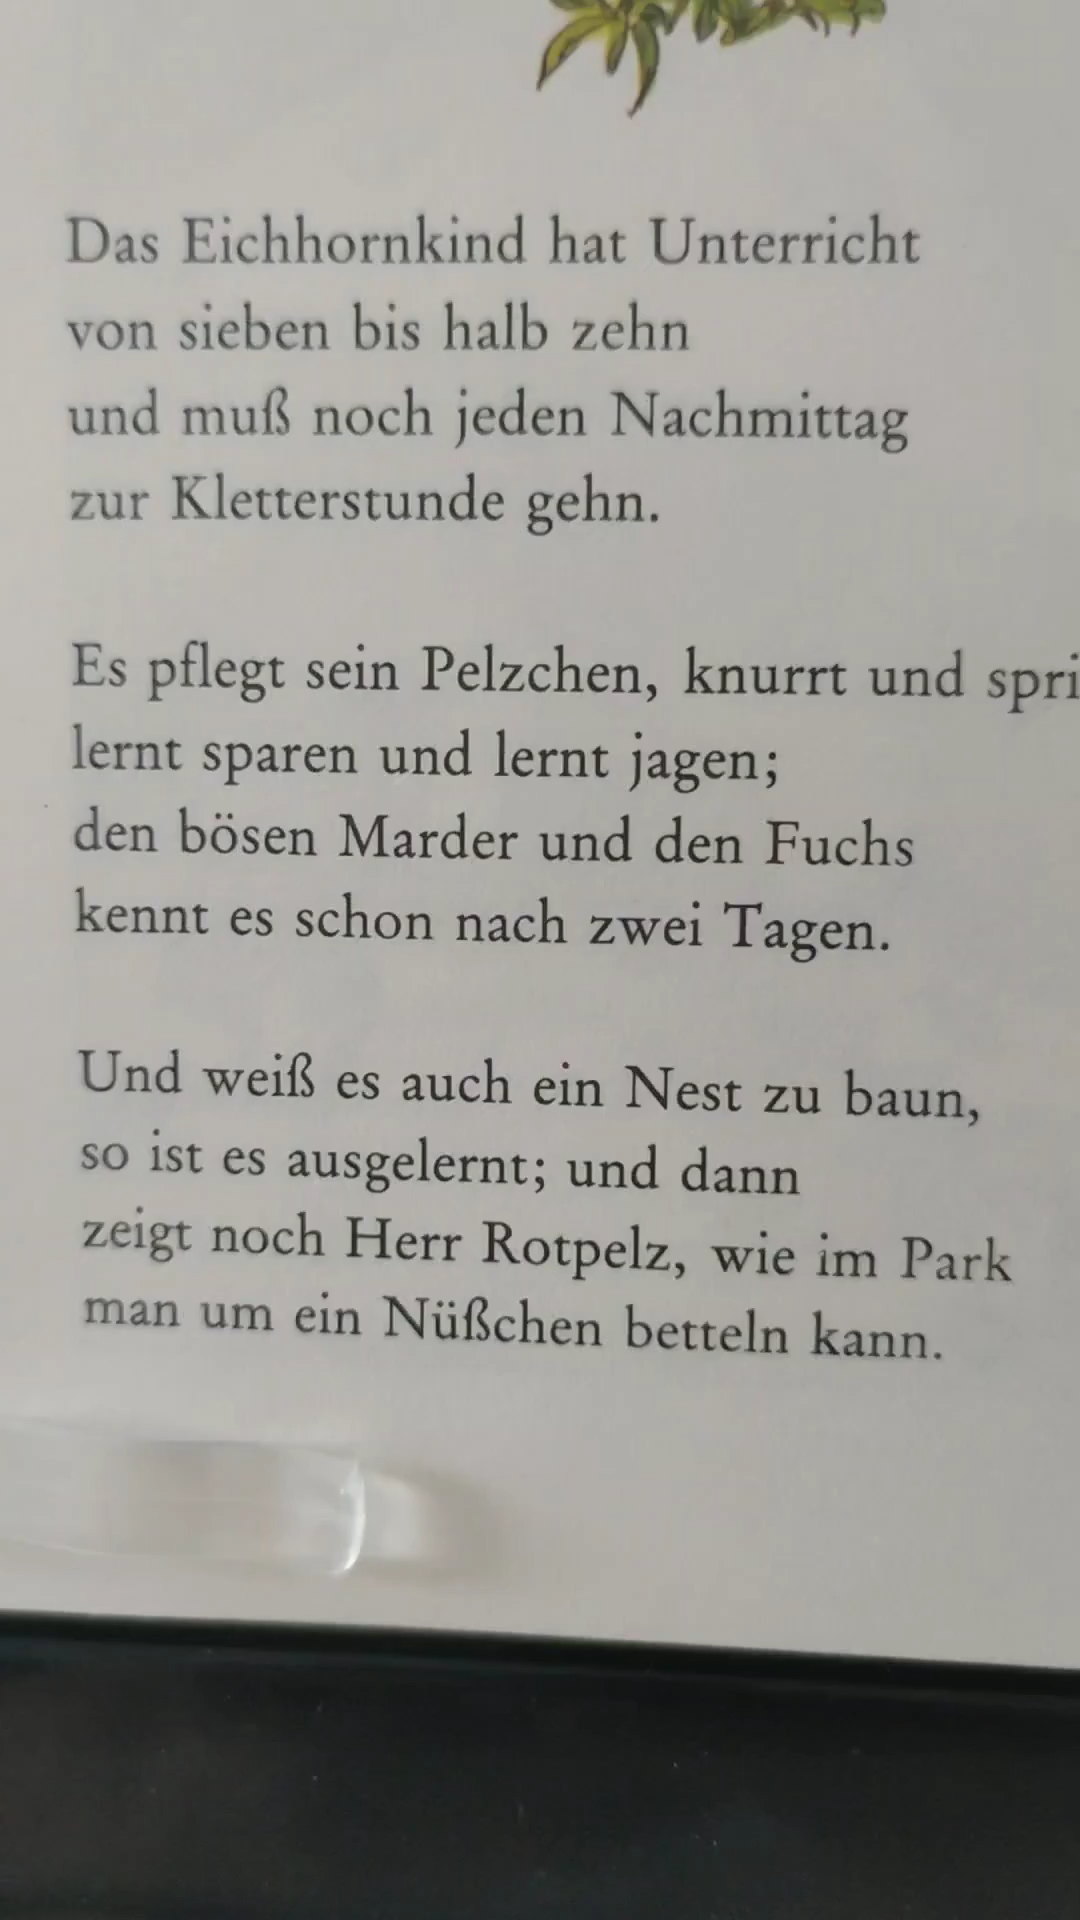 Das Eichhornkind hat Unterricht
von sieben bis halb zehn
und muß noch jeden Nachmittag
zur Kletterstunde gehn.
Es pflegt sein Pelzchen, knurrt und spri
lernt sparen und lernt jagen;
den bösen Marder und den Fuchs
kennt es schon nach zwei Tagen.
Und weiß es auch ein Nest zu baun,
so ist es ausgelernt; und dann
zeigt noch Herr Rotpelz, wie im Park
man um ein Nüßchen betteln kann.